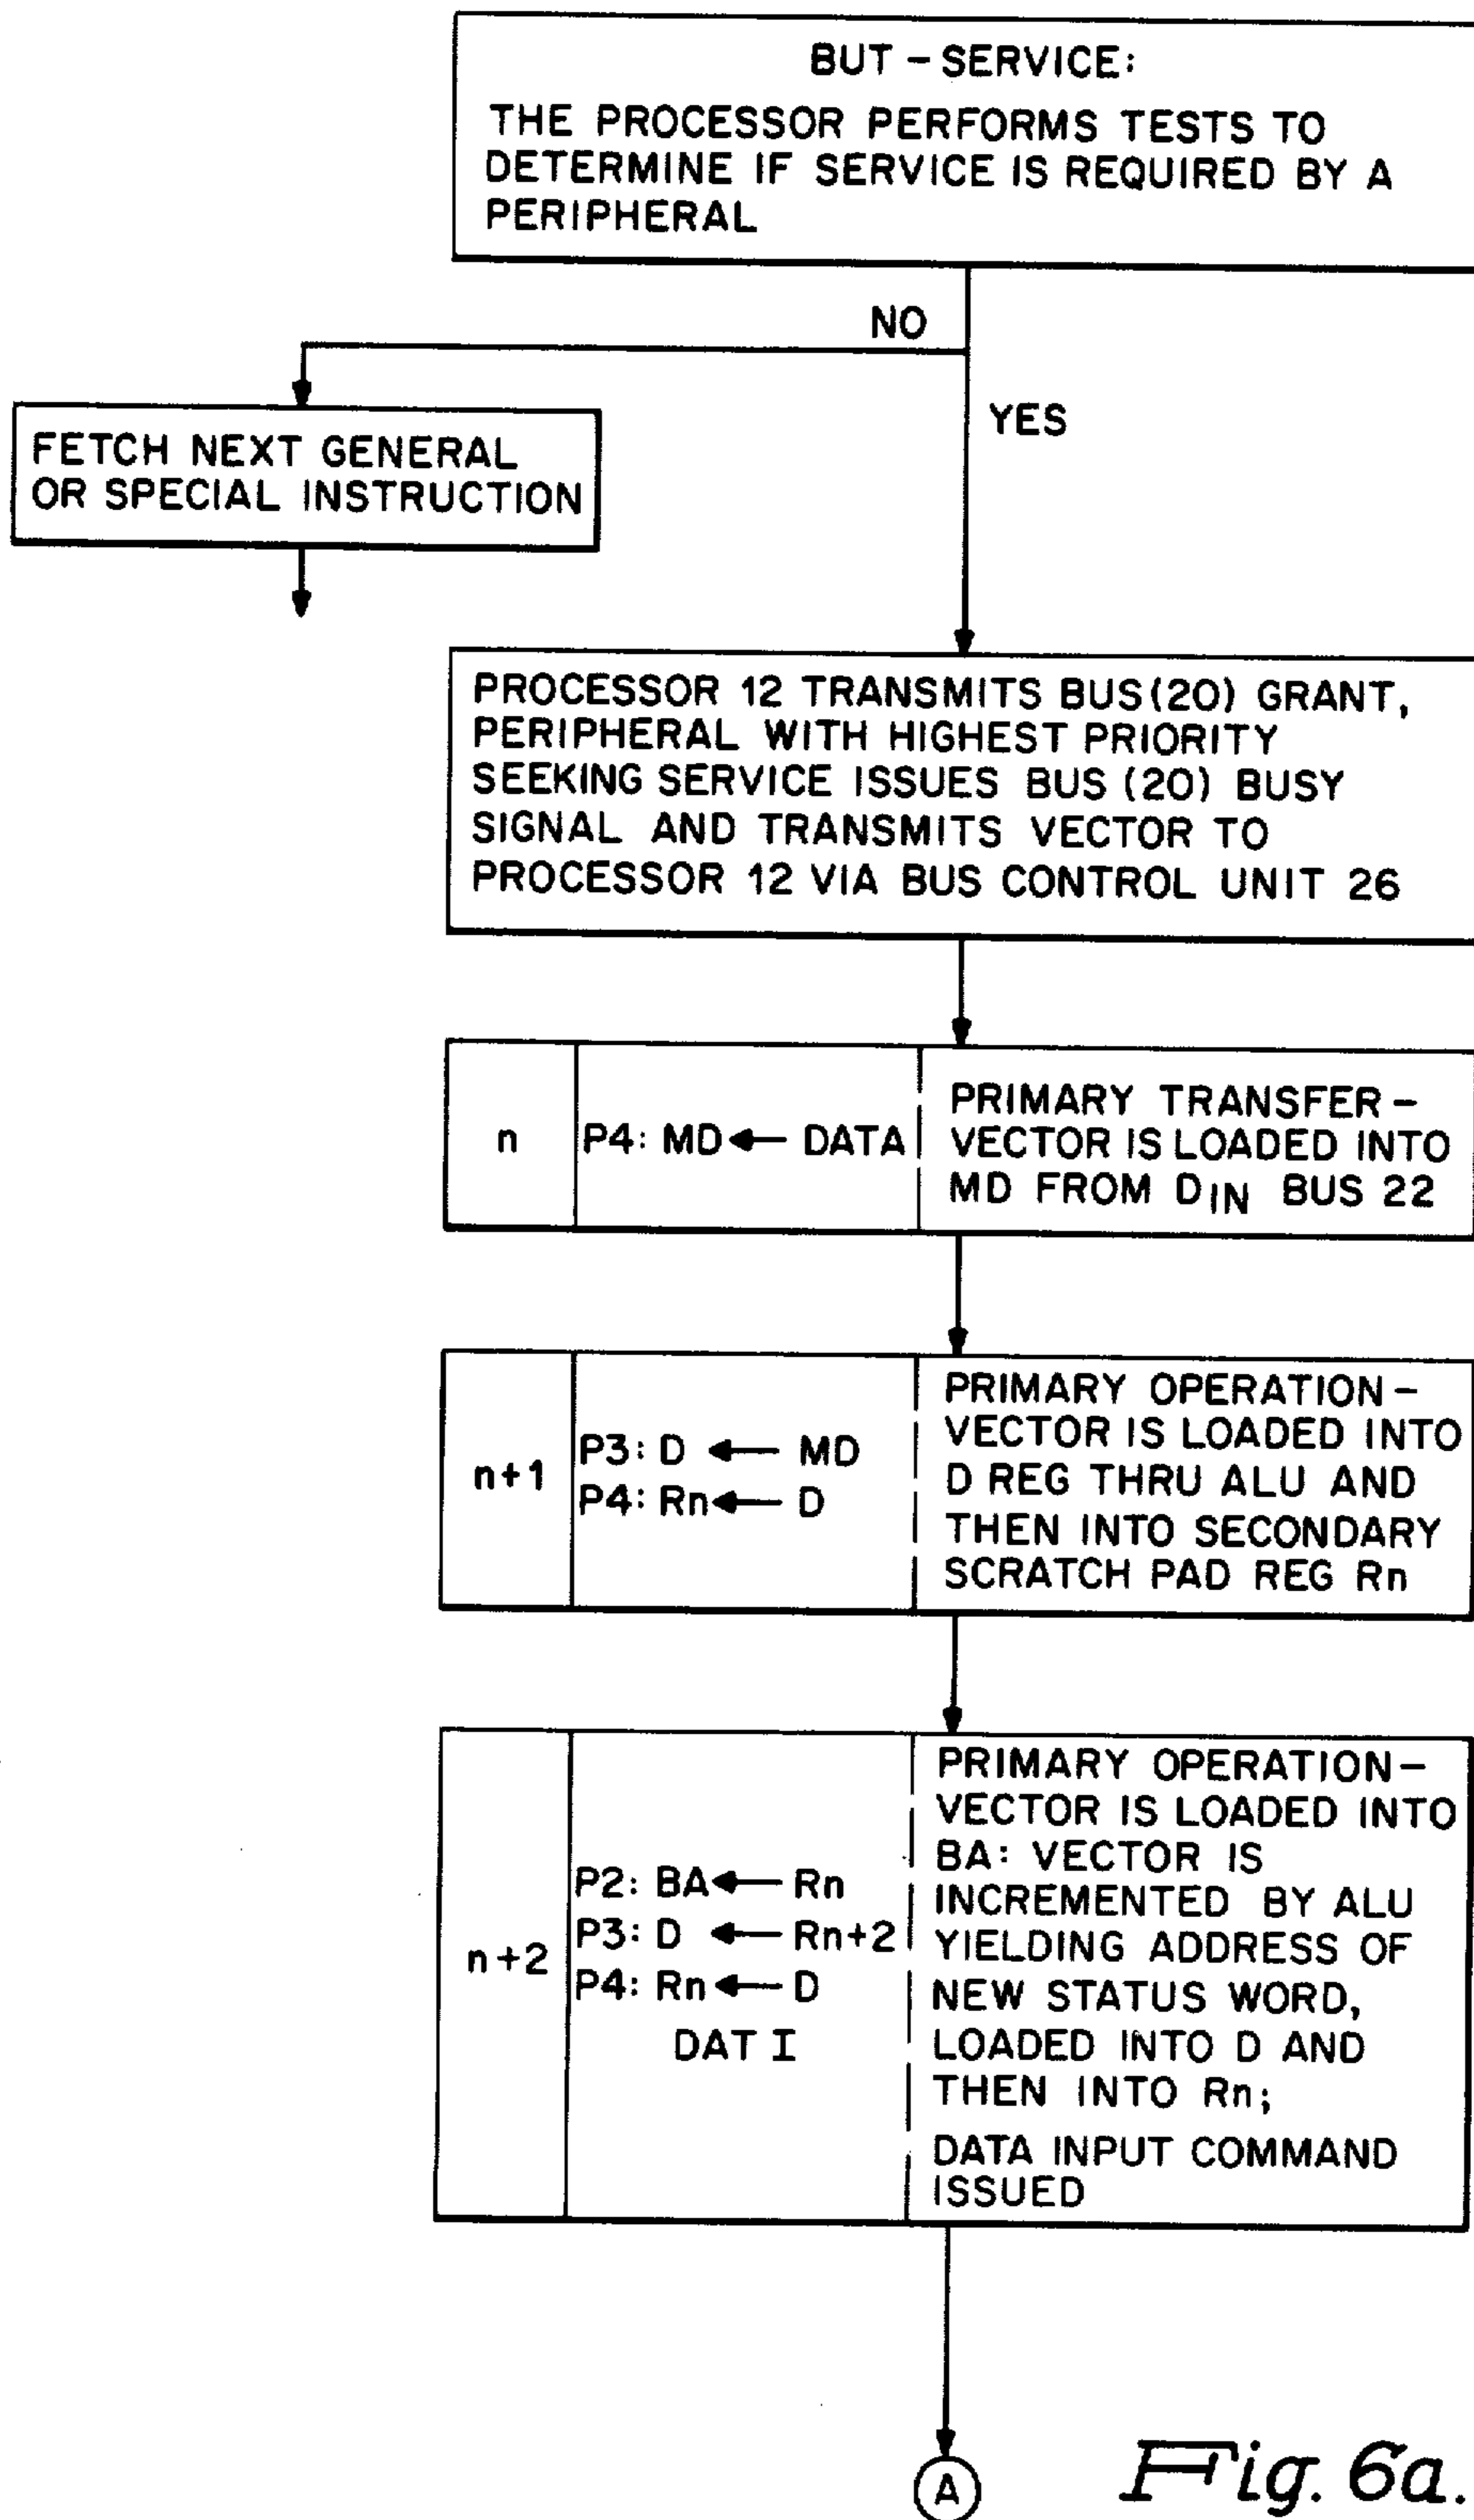 BUT – SERVICE:
THE PROCESSOR PERFORMS TESTS TO
DETERMINE IF SERVICE IS REQUIRED BY A
PERIPHERAL
NO
YES
FETCH NEXT GENERAL
OR SPECIAL INSTRUCTION
PROCESSOR 12 TRANSMITS BUS(20) GRANT,
PERIPHERAL WITH HIGHEST PRIORITY
SEEKING SERVICE ISSUES BUS (20) BUSY
SIGNAL AND TRANSMITS VECTOR TO
PROCESSOR 12 VIA BUS CONTROL UNIT 26
n
P4: MD ← DATA
PRIMARY TRANSFER –
VECTOR IS LOADED INTO
MD FROM DIN BUS 22
n+1
P3: D ← MD
P4: Rn ← D
PRIMARY OPERATION –
VECTOR IS LOADED INTO
D REG THRU ALU AND
THEN INTO SECONDARY
SCRATCH PAD REG Rn
n+2
P2: BA ← Rn
P3: D ← Rn+2
P4: Rn ← D
DAT I
PRIMARY OPERATION –
VECTOR IS LOADED INTO
BA: VECTOR IS
INCREMENTED BY ALU
YIELDING ADDRESS OF
NEW STATUS WORD,
LOADED INTO D AND
THEN INTO Rn;
DATA INPUT COMMAND
ISSUED
A
Fig. 6a.